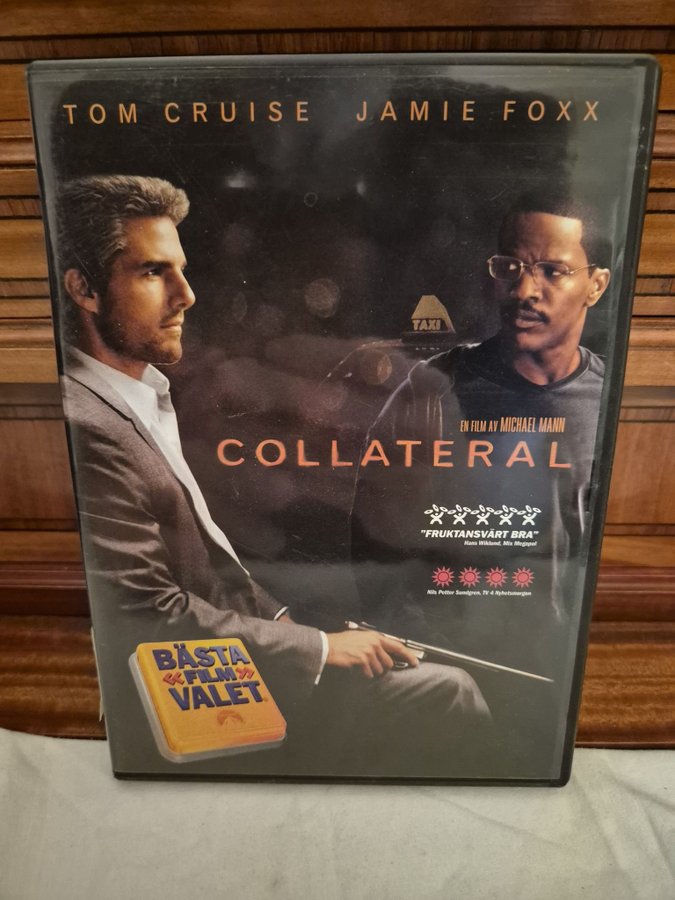 TOM CRUISE JAMIE FOXX
TAXI
EN FILM AV MICHAEL MANN
COLLATERAL
"FRUKTANSVÄRT BRA"
Hans Wiklund, Mix Megapol
Nils Petter Sundgren, TV 4 Nyhetsmorgon
BÄSTA
«FILM»
VALET